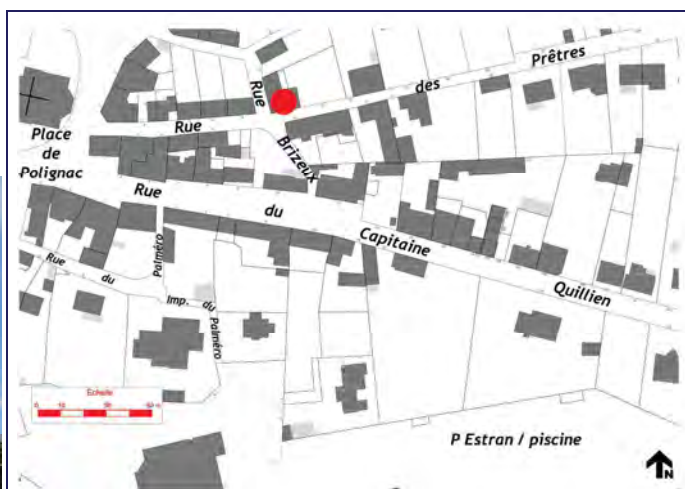 Rue
des
Prêtres
Place
de
Polignac
Rue
Brizeux
Rue
du
Capitaine
Quillien
Rue
du
Palméro
Imp. du
Palméro
Echelle
P Estran / piscine
N